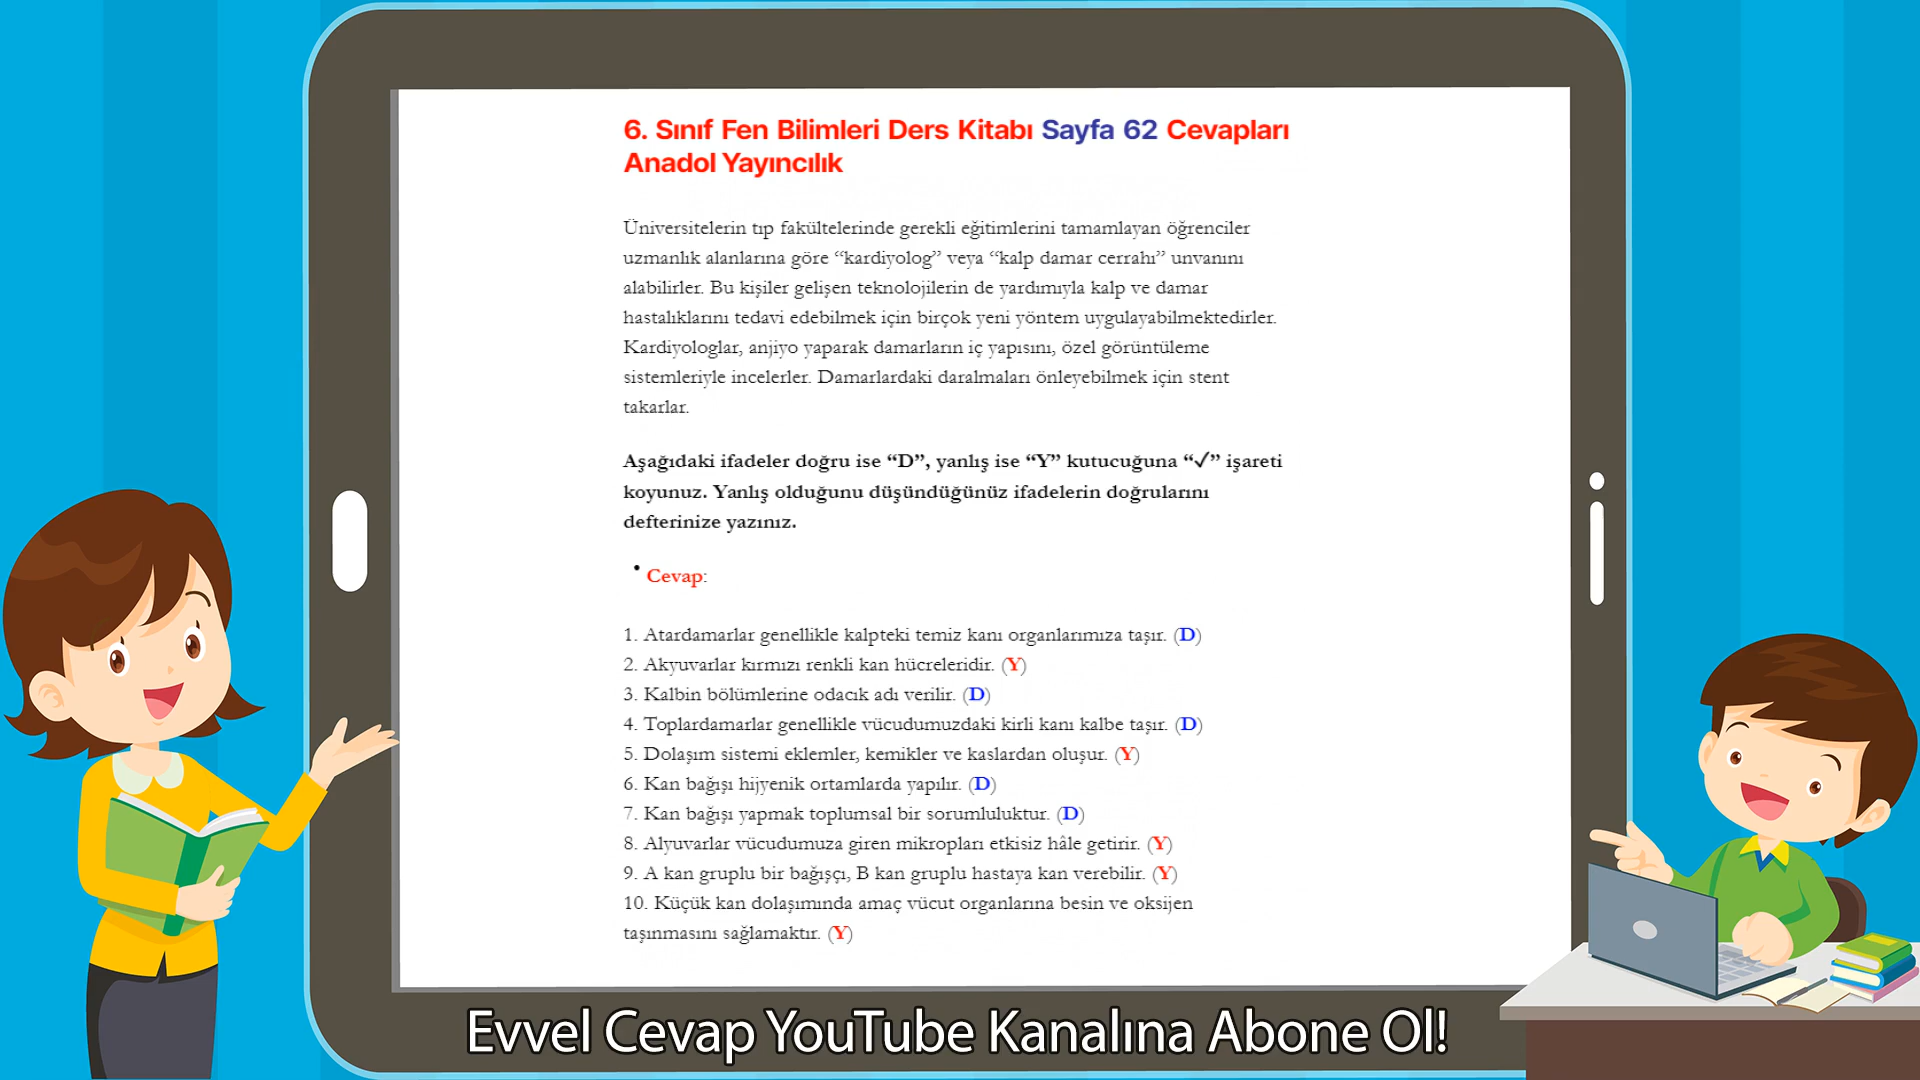 6. Sınıf Fen Bilimleri Ders Kitabı Sayfa 62 Cevapları
Anadol Yayıncılık
Üniversitelerin tıp fakültelerinde gerekli eğitimlerini tamamlayan öğrenciler
uzmanlık alanlarına göre “kardiyolog” veya “kalp damar cerrahı” unvanını
alabilirler. Bu kişiler gelişen teknolojilerin de yardımıyla kalp ve damar
hastalıklarını tedavi edebilmek için birçok yeni yöntem uygulayabilmektedirler.
Kardiyologlar, anjiyo yaparak damarların iç yapısını, özel görüntüleme
sistemleriyle incelerler. Damarlardaki daralmaları önleyebilmek için stent
takarlar.
Aşağıdaki ifadeler doğru ise “D”, yanlış ise “Y” kutucuğuna “✓” işareti
koyunuz. Yanlış olduğunu düşündüğünüz ifadelerin doğrularını
defterinize yazınız.
• Cevap:
1. Atardamarlar genellikle kalpteki temiz kanı organlarımıza taşır. (D)
2. Akyuvarlar kırmızı renkli kan hücreleridir. (Y)
3. Kalbin bölümlerine odacık adı verilir. (D)
4. Toplardamarlar genellikle vücudumuzdaki kirli kanı kalbe taşır. (D)
5. Dolaşım sistemi eklemler, kemikler ve kaslardan oluşur. (Y)
6. Kan bağışı hijyenik ortamlarda yapılır. (D)
7. Kan bağışı yapmak toplumsal bir sorumluluktur. (D)
8. Alyuvarlar vücudumuza giren mikropları etkisiz hâle getirir. (Y)
9. A kan gruplu bir bağışçı, B kan gruplu hastaya kan verebilir. (Y)
10. Küçük kan dolaşımında amaç vücut organlarına besin ve oksijen
taşınmasını sağlamaktır. (Y)
Evvel Cevap YouTube Kanalına Abone Ol!